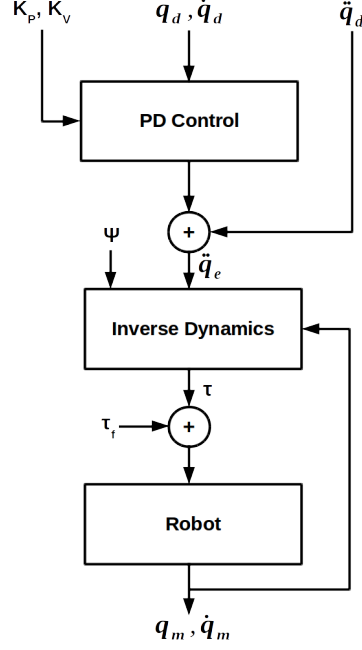 K_P, K_V
q_d, q̇_d
q̈_d
PD Control
+
Ψ
q̈_e
Inverse Dynamics
τ
τ_f
+
Robot
q_m, q̇_m